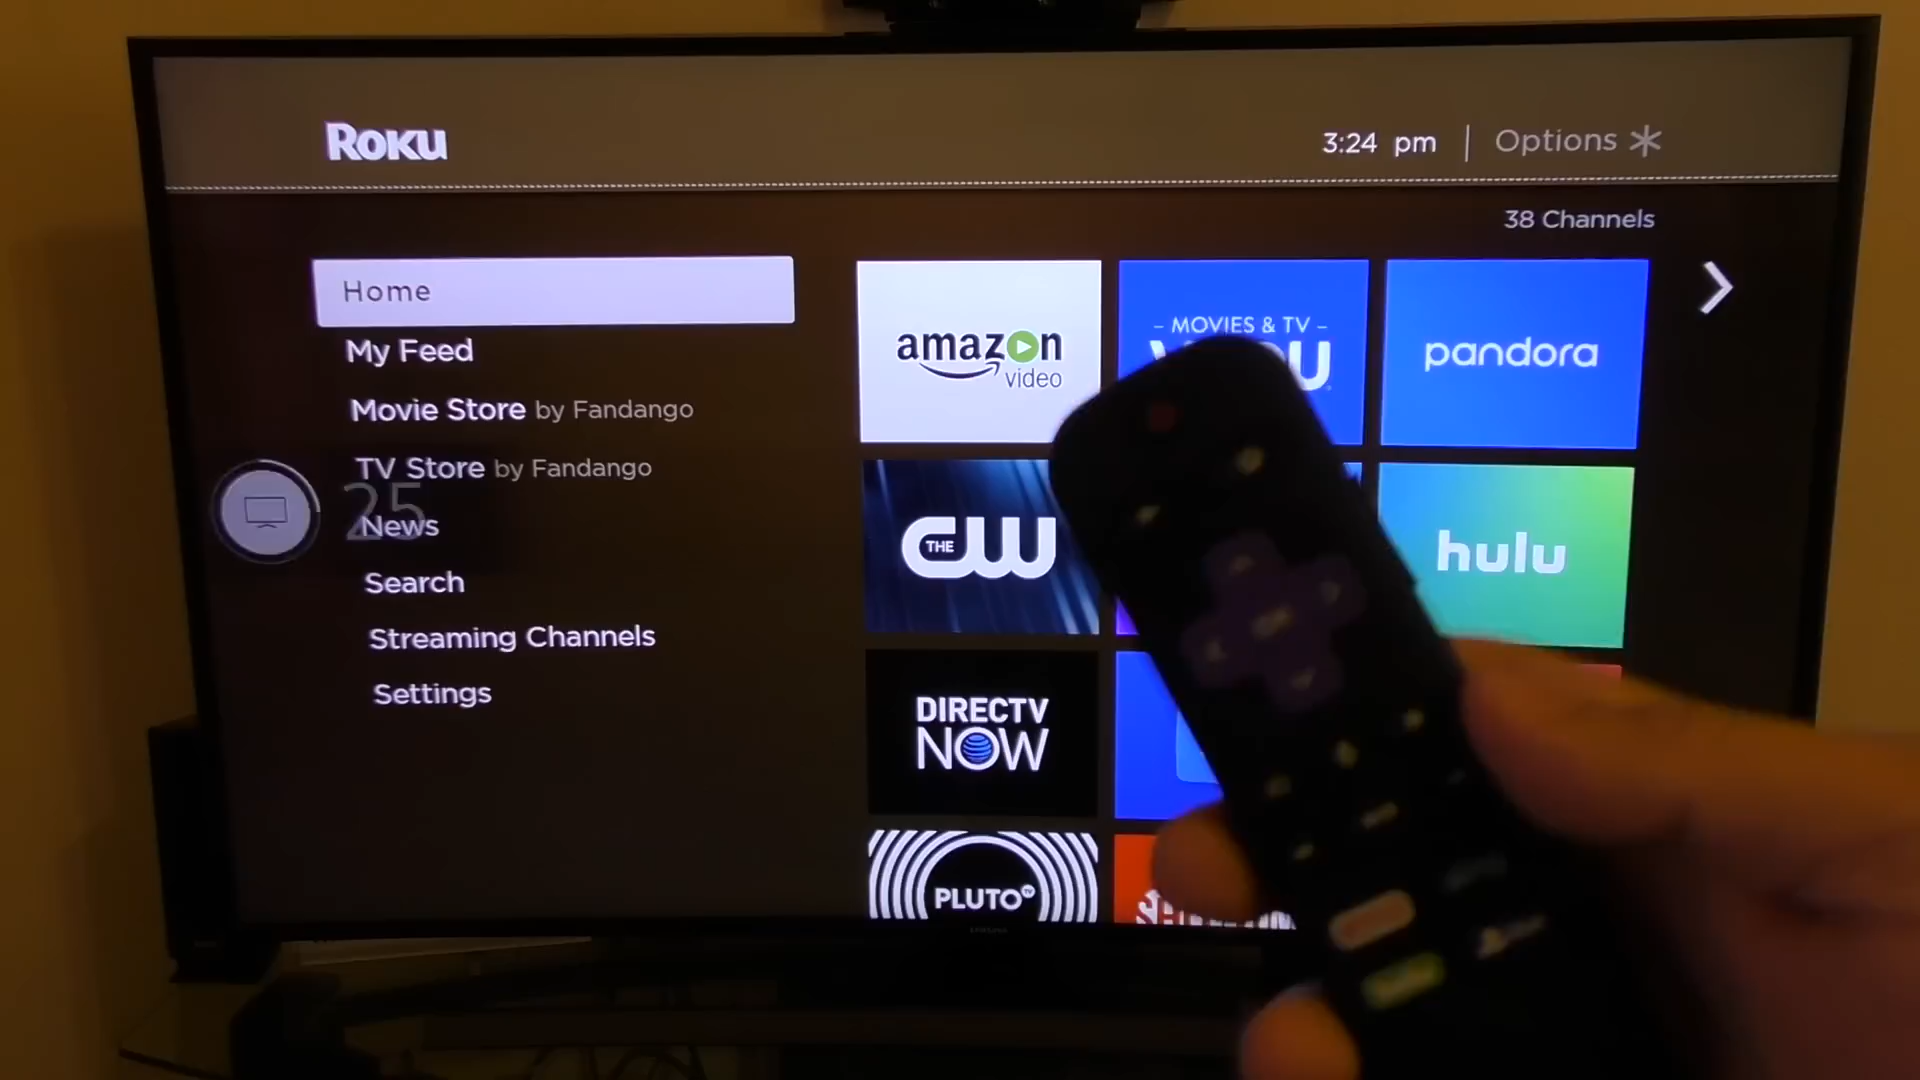 Roku
3:24 pm | Options
38 Channels
Home
My Feed
Movie Store by Fandango
TV Store by Fandango
25
News
Search
Streaming Channels
Settings
amazon
video
- MOVIES & TV -
pandora
THE CW
hulu
DIRECTV
NOW
PLUTO TV